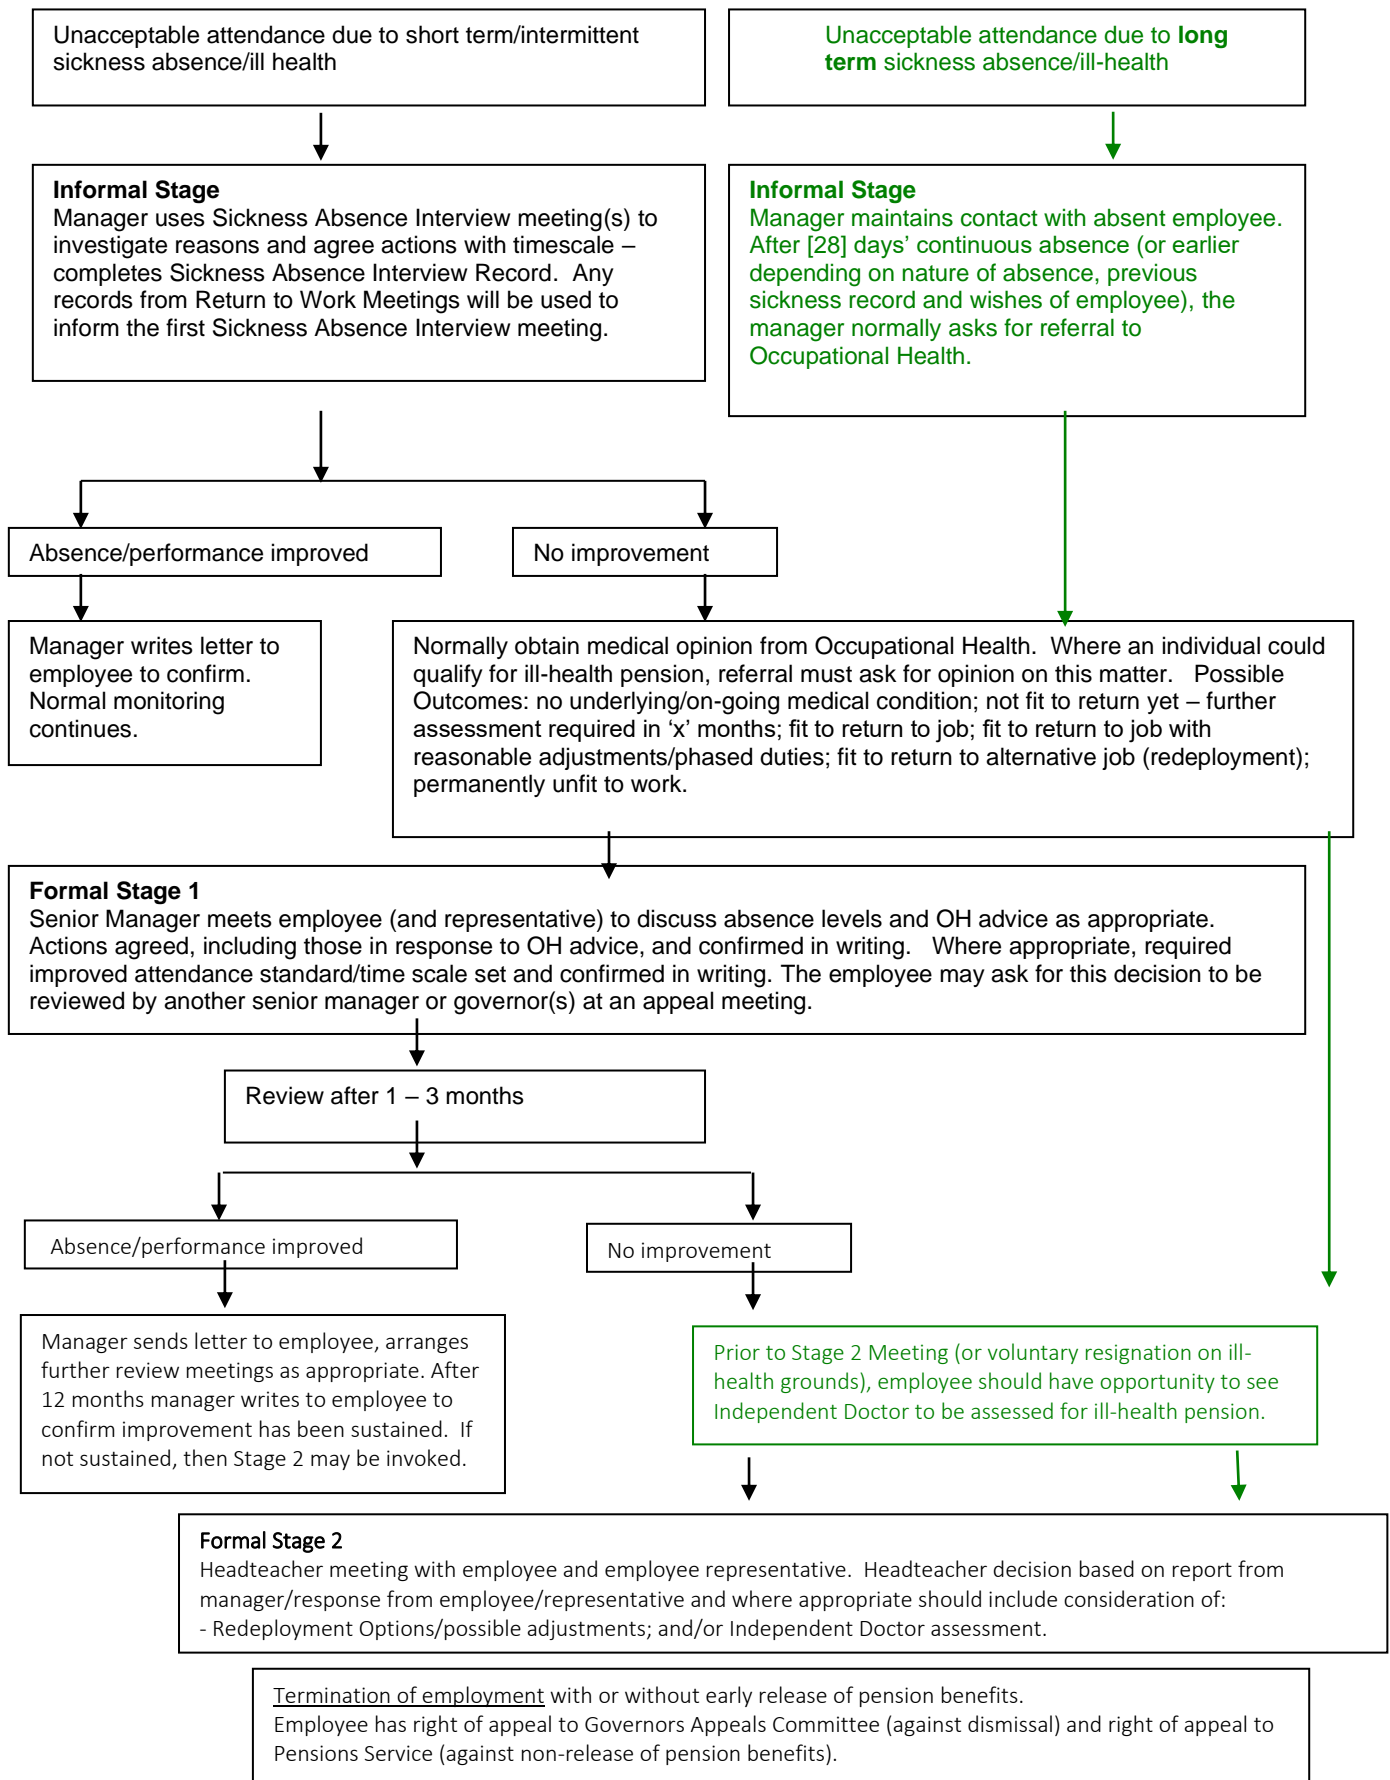 Unacceptable attendance due to short term/intermittent
sickness absence/ill health
Unacceptable attendance due to long
term sickness absence/ill-health
Informal Stage
Manager uses Sickness Absence Interview meeting(s) to
investigate reasons and agree actions with timescale –
completes Sickness Absence Interview Record.  Any
records from Return to Work Meetings will be used to
inform the first Sickness Absence Interview meeting.
Informal Stage
Manager maintains contact with absent employee.
After [28] days’ continuous absence (or earlier
depending on nature of absence, previous
sickness record and wishes of employee), the
manager normally asks for referral to
Occupational Health.
Absence/performance improved
No improvement
Manager writes letter to
employee to confirm.
Normal monitoring
continues.
Normally obtain medical opinion from Occupational Health.  Where an individual could
qualify for ill-health pension, referral must ask for opinion on this matter.   Possible
Outcomes: no underlying/on-going medical condition; not fit to return yet – further
assessment required in ‘x’ months; fit to return to job; fit to return to job with
reasonable adjustments/phased duties; fit to return to alternative job (redeployment);
permanently unfit to work.
Formal Stage 1
Senior Manager meets employee (and representative) to discuss absence levels and OH advice as appropriate.
Actions agreed, including those in response to OH advice, and confirmed in writing.   Where appropriate, required
improved attendance standard/time scale set and confirmed in writing. The employee may ask for this decision to be
reviewed by another senior manager or governor(s) at an appeal meeting.
Review after 1 – 3 months
Absence/performance improved
No improvement
Manager sends letter to employee, arranges
further review meetings as appropriate. After
12 months manager writes to employee to
confirm improvement has been sustained.  If
not sustained, then Stage 2 may be invoked.
Prior to Stage 2 Meeting (or voluntary resignation on ill-
health grounds), employee should have opportunity to see
Independent Doctor to be assessed for ill-health pension.
Formal Stage 2
Headteacher meeting with employee and employee representative.  Headteacher decision based on report from
manager/response from employee/representative and where appropriate should include consideration of:
- Redeployment Options/possible adjustments; and/or Independent Doctor assessment.
Termination of employment with or without early release of pension benefits.
Employee has right of appeal to Governors Appeals Committee (against dismissal) and right of appeal to
Pensions Service (against non-release of pension benefits).